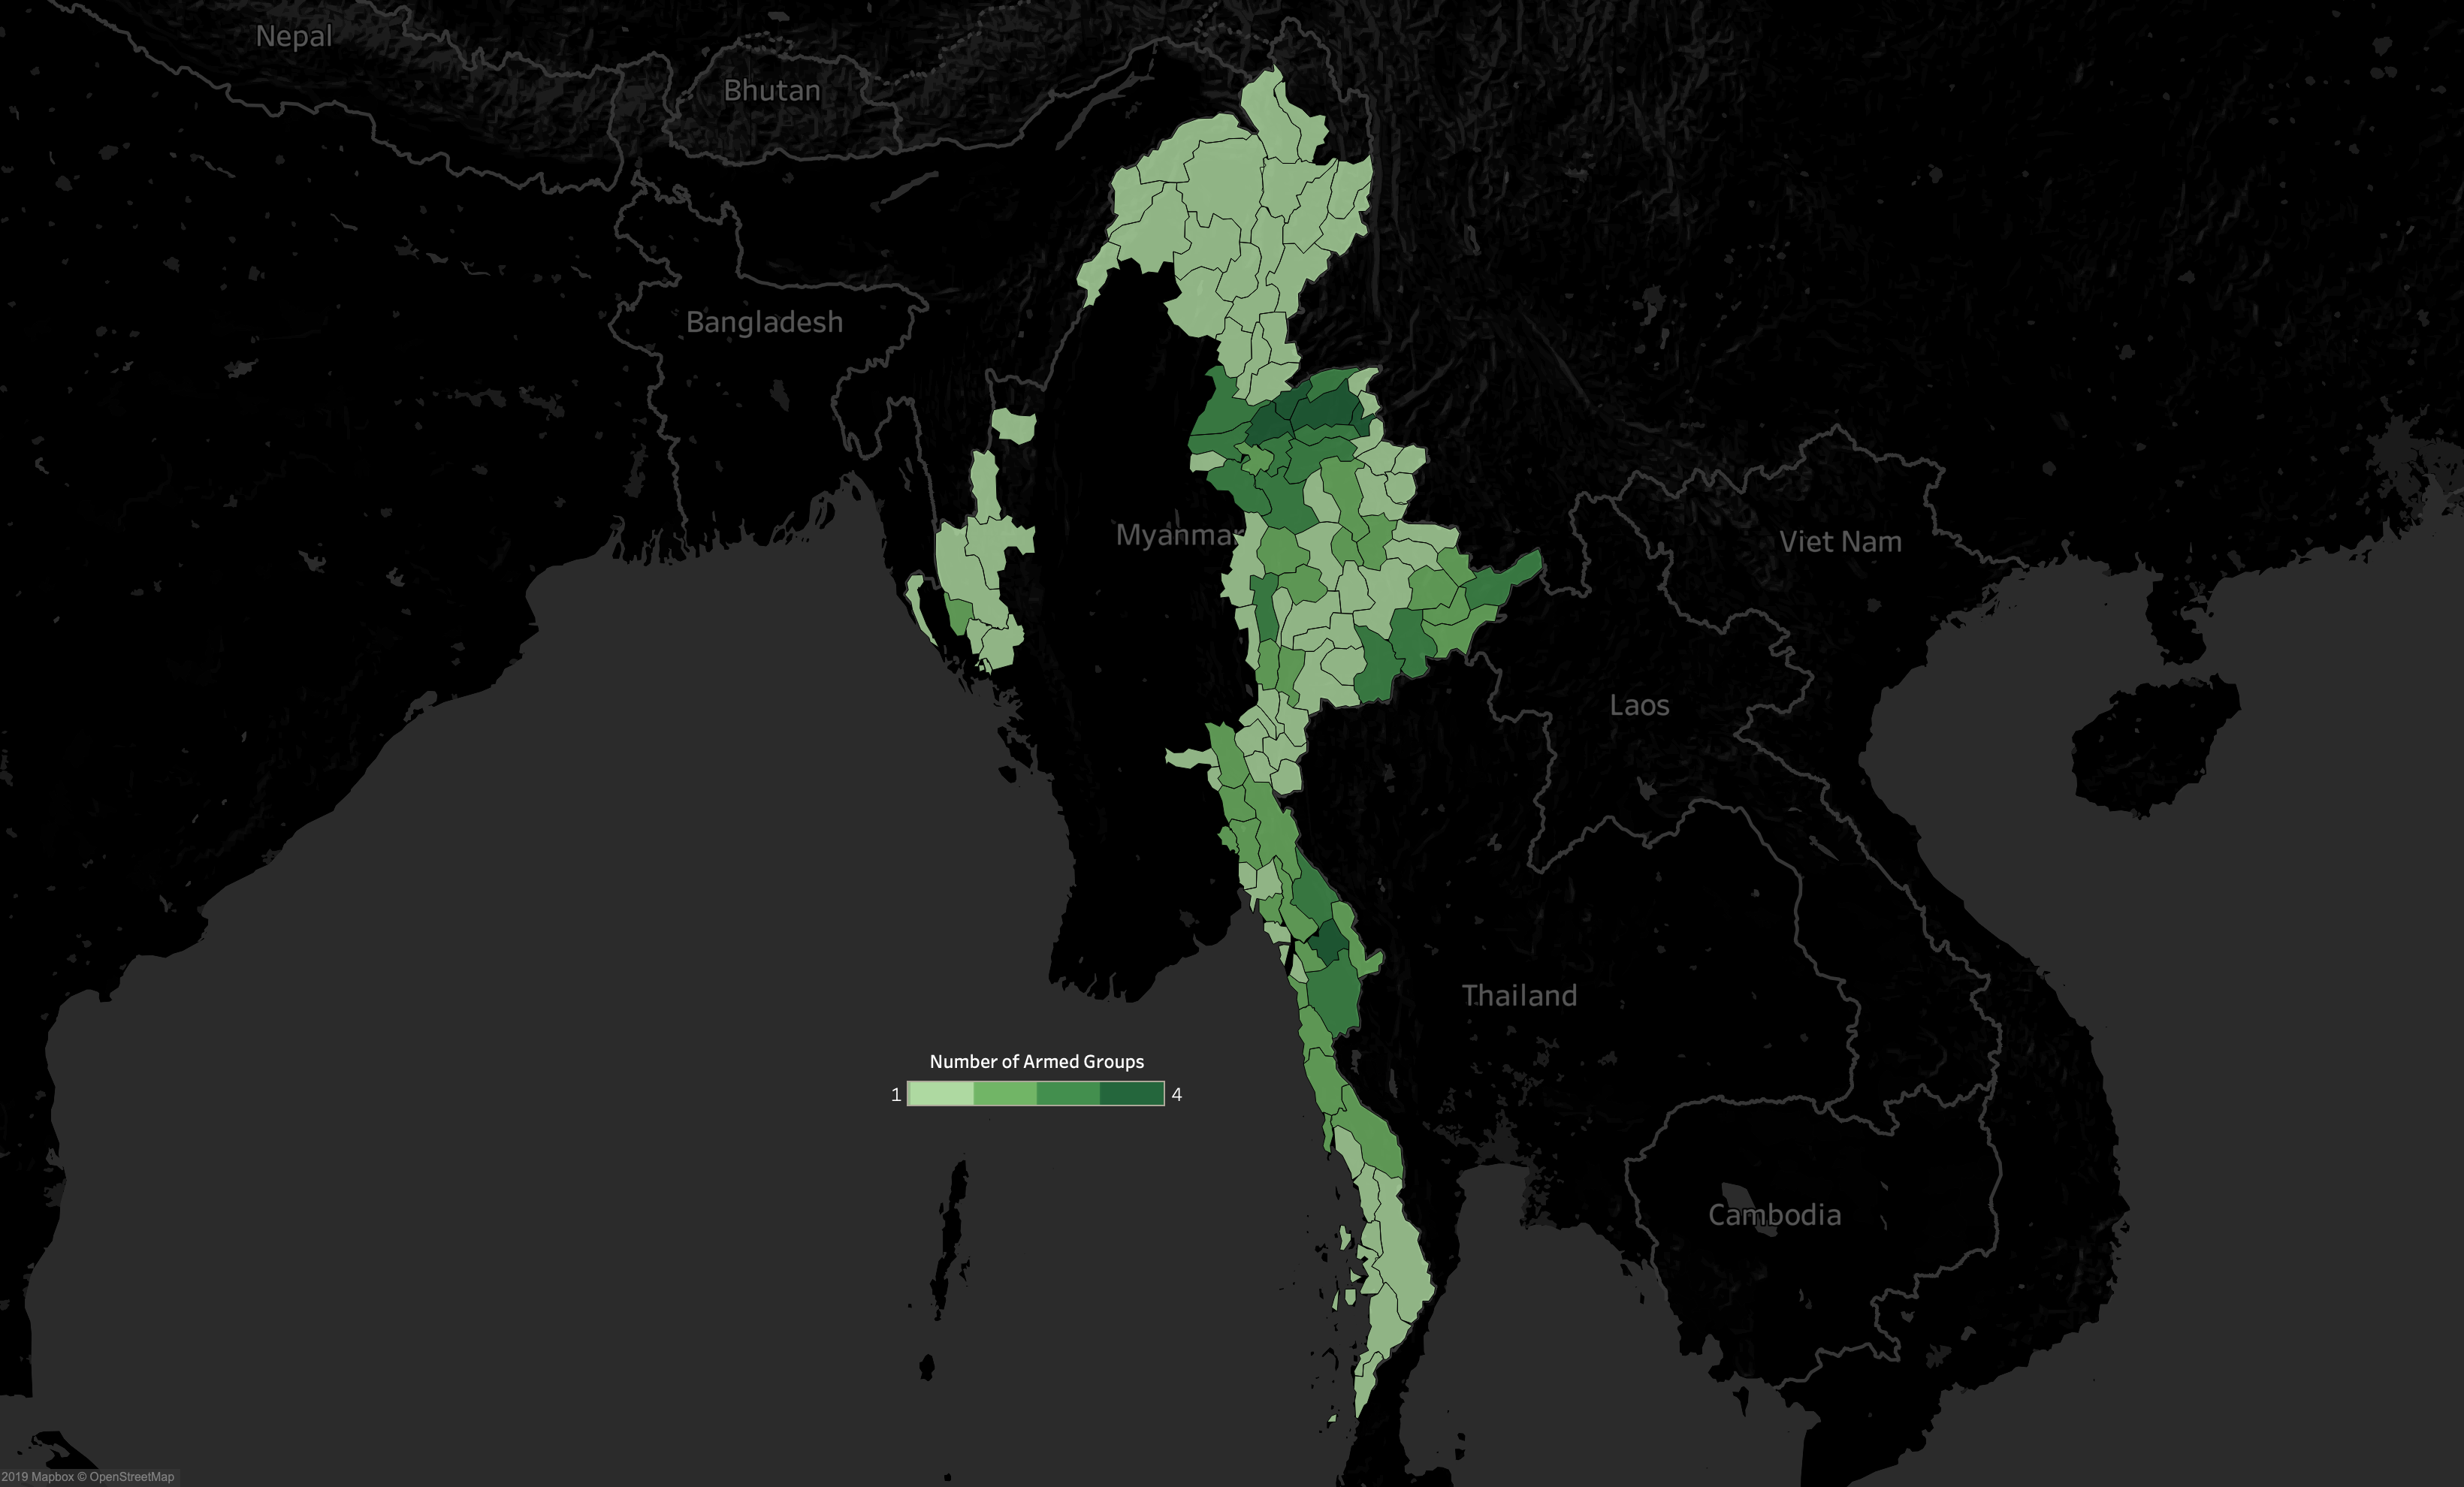 Nepal
Bhutan
Bangladesh
Myanmar
Viet Nam
Laos
Thailand
Number of Armed Groups
1 4
Cambodia
2019 Mapbox © OpenStreetMap